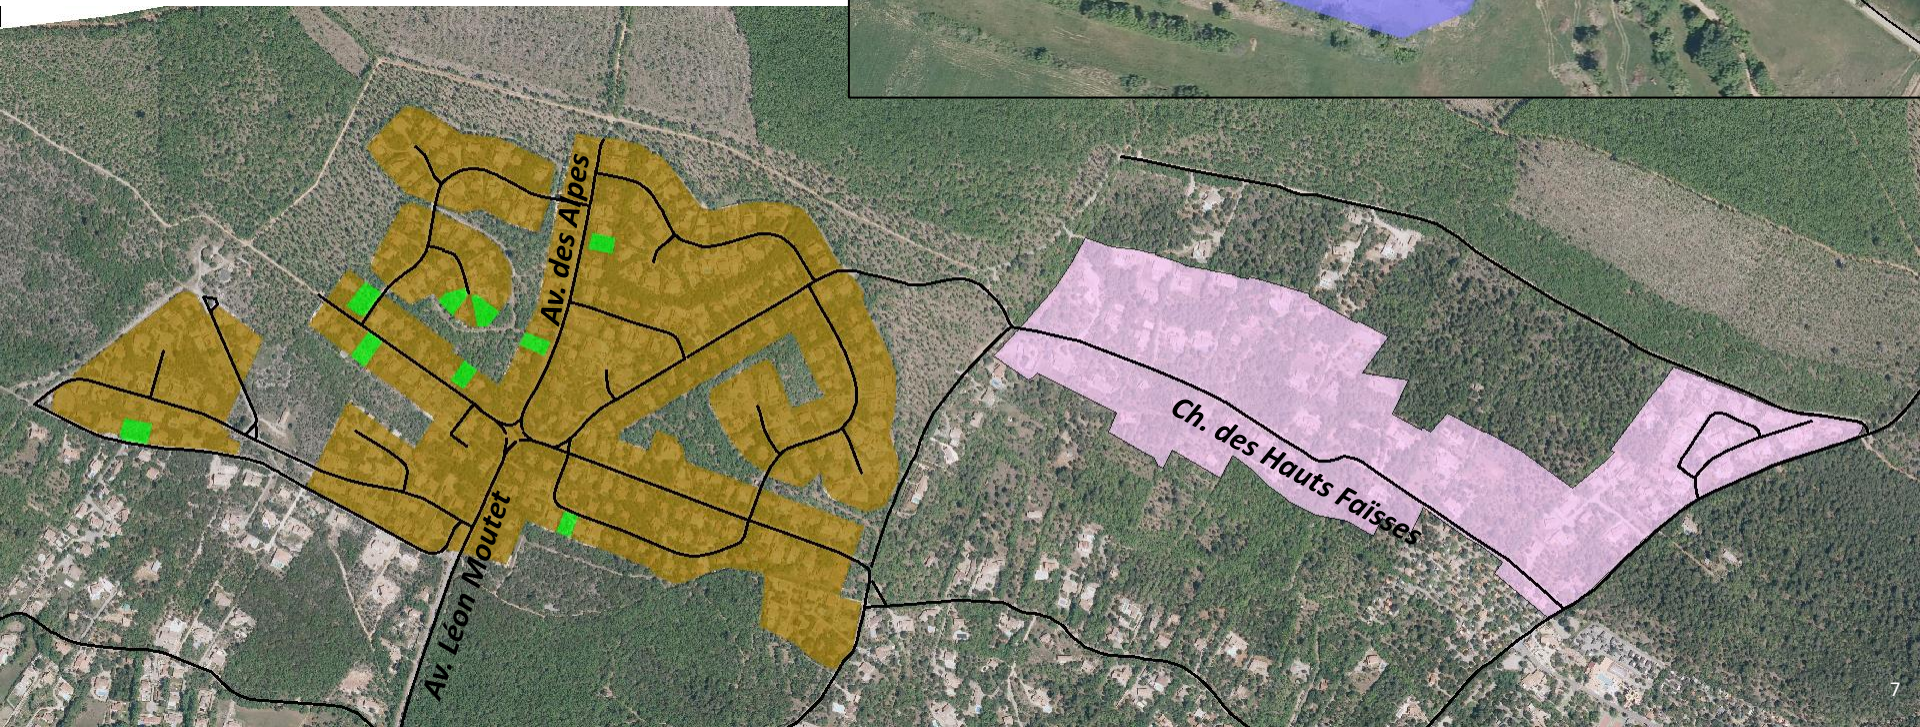 Av. des Alpes
Ch. des Hauts Faïsses
Av. Léon Moutet
7